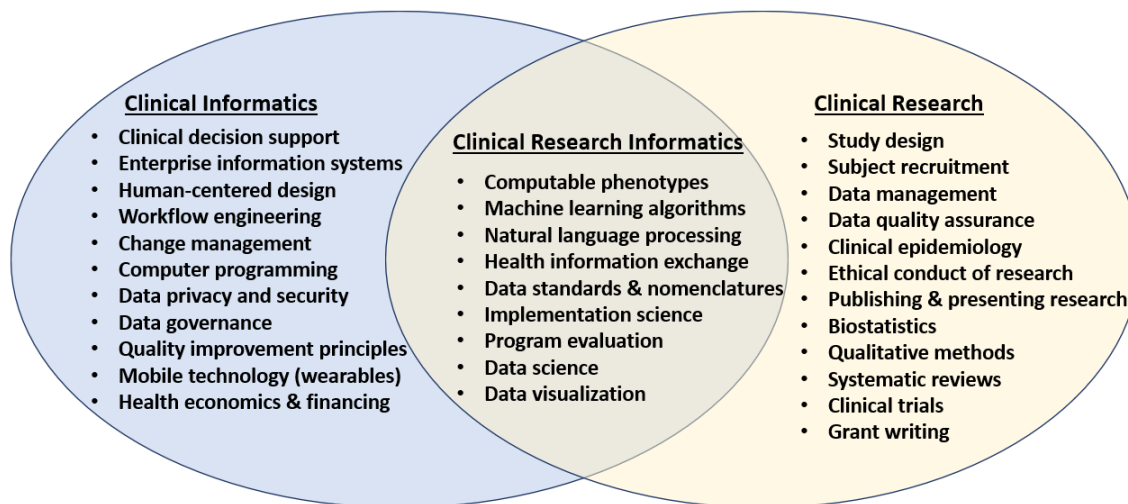 Clinical Informatics
• Clinical decision support
• Enterprise information systems
• Human-centered design
• Workflow engineering
• Change management
• Computer programming
• Data privacy and security
• Data governance
• Quality improvement principles
• Mobile technology (wearables)
• Health economics & financing
Clinical Research Informatics
• Computable phenotypes
• Machine learning algorithms
• Natural language processing
• Health information exchange
• Data standards & nomenclatures
• Implementation science
• Program evaluation
• Data science
• Data visualization
Clinical Research
• Study design
• Subject recruitment
• Data management
• Data quality assurance
• Clinical epidemiology
• Ethical conduct of research
• Publishing & presenting research
• Biostatistics
• Qualitative methods
• Systematic reviews
• Clinical trials
• Grant writing